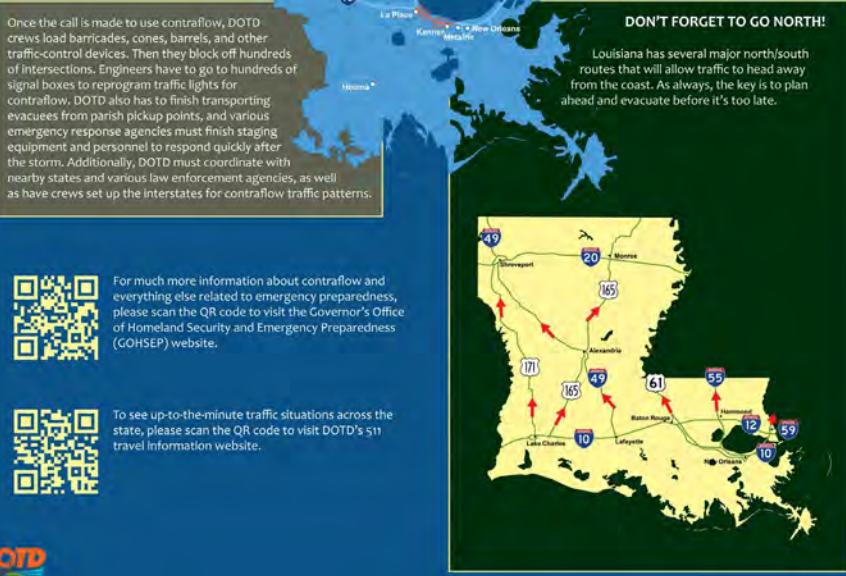 La Place
Kenner
Metairie
New Orleans
Houma
Once the call is made to use contraflow, DOTD
crews load barricades, cones, barrels, and other
traffic-control devices. Then they block off hundreds
of intersections. Engineers have to go to hundreds of
signal boxes to reprogram traffic lights for
contraflow. DOTD also has to finish transporting
evacuees from parish pickup points, and various
emergency response agencies must finish staging
equipment and personnel to respond quickly after
the storm. Additionally, DOTD must coordinate with
nearby states and various law enforcement agencies, as well
as have crews set up the interstates for contraflow traffic patterns.
For much more information about contraflow and
everything else related to emergency preparedness,
please scan the QR code to visit the Governor's Office
of Homeland Security and Emergency Preparedness
(GOHSEP) website.
To see up-to-the-minute traffic situations across the
state, please scan the QR code to visit DOTD's 511
travel information website.
DOTD
DON'T FORGET TO GO NORTH!
Louisiana has several major north/south
routes that will allow traffic to head away
from the coast. As always, the key is to plan
ahead and evacuate before it's too late.
49
Shreveport
20
Monroe
165
Alexandria
171
165
49
61
55
Baton Rouge
Hammond
12
59
Lake Charles
10
Lafayette
New Orleans
10